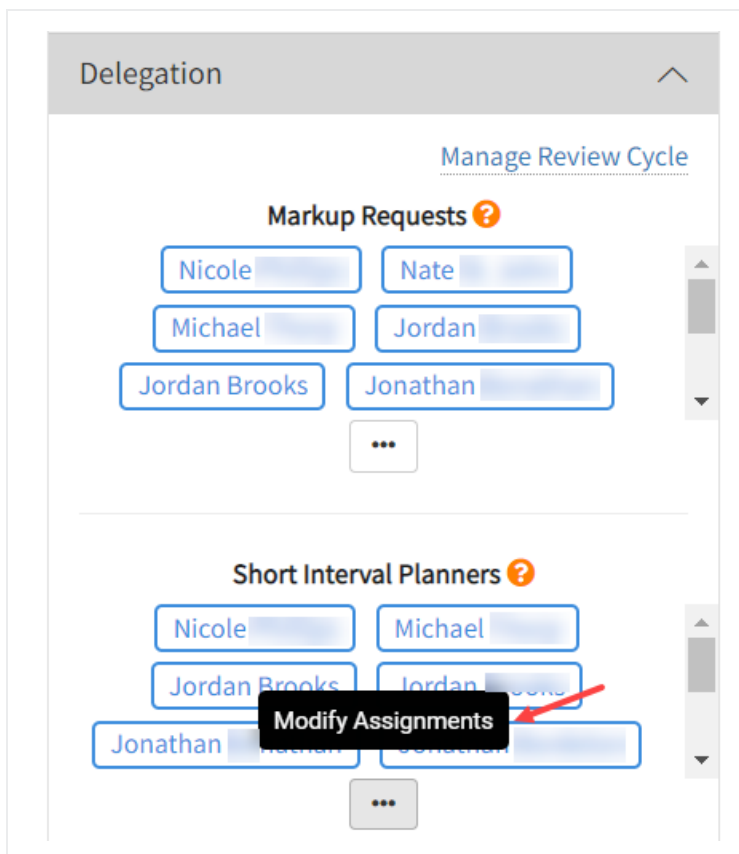 Delegation
Manage Review Cycle
Markup Requests ?
Nicole Nate
Michael Jordan
Jordan Brooks Jonathan
•••
Short Interval Planners ?
Nicole Michael
Jordan Brooks Jordan
Modify Assignments
Jonathan Jonathan
•••